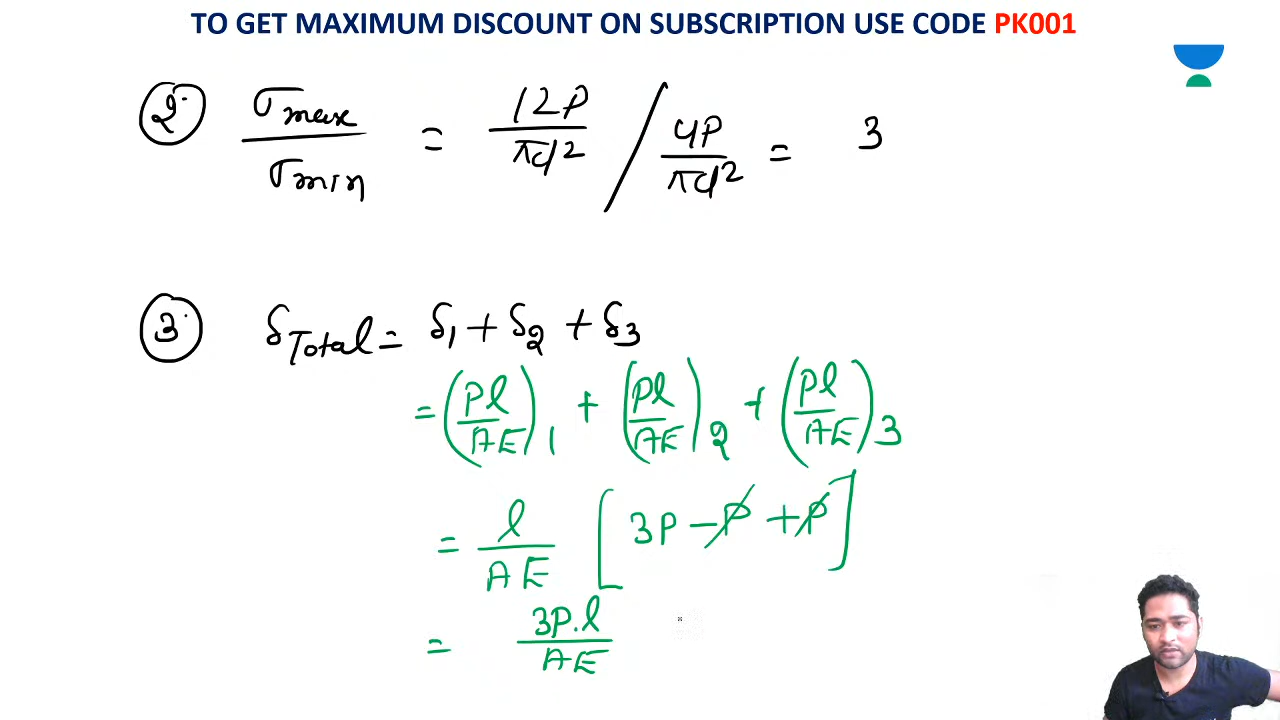 TO GET MAXIMUM DISCOUNT ON SUBSCRIPTION USE CODE PK001
② σmax/σmin = 12P/πd² / 4P/πd² = 3
③ δTotal = δ1 + δ2 + δ3
= (Pl/AE)1 + (Pl/AE)2 + (Pl/AE)3
= l/AE [3P - P + P]
= 3P.l/AE